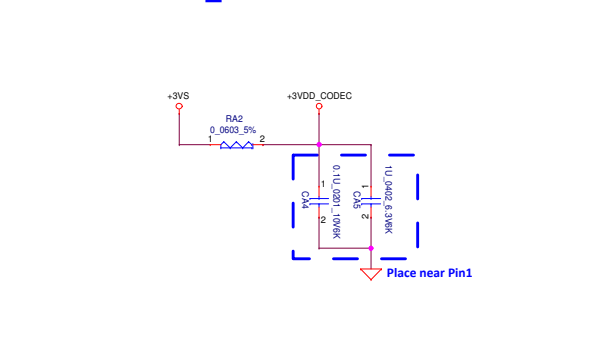 +3VS
+3VDD_CODEC
RA2
0_0603_5%
1
2
1
CA4
2
0.1U_0201_10V6K
1
CA5
2
1U_0402_6.3V6K
Place near Pin1